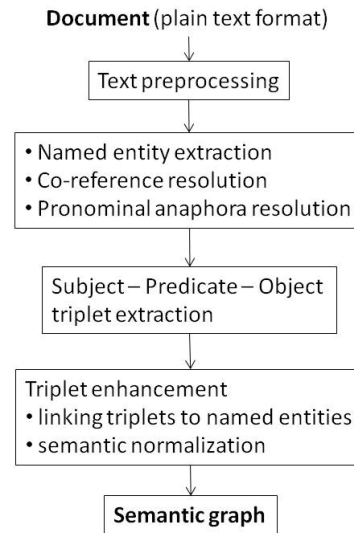 Document (plain text format)
Text preprocessing
• Named entity extraction
• Co-reference resolution
• Pronominal anaphora resolution
Subject – Predicate – Object
triplet extraction
Triplet enhancement
• linking triplets to named entities
• semantic normalization
Semantic graph